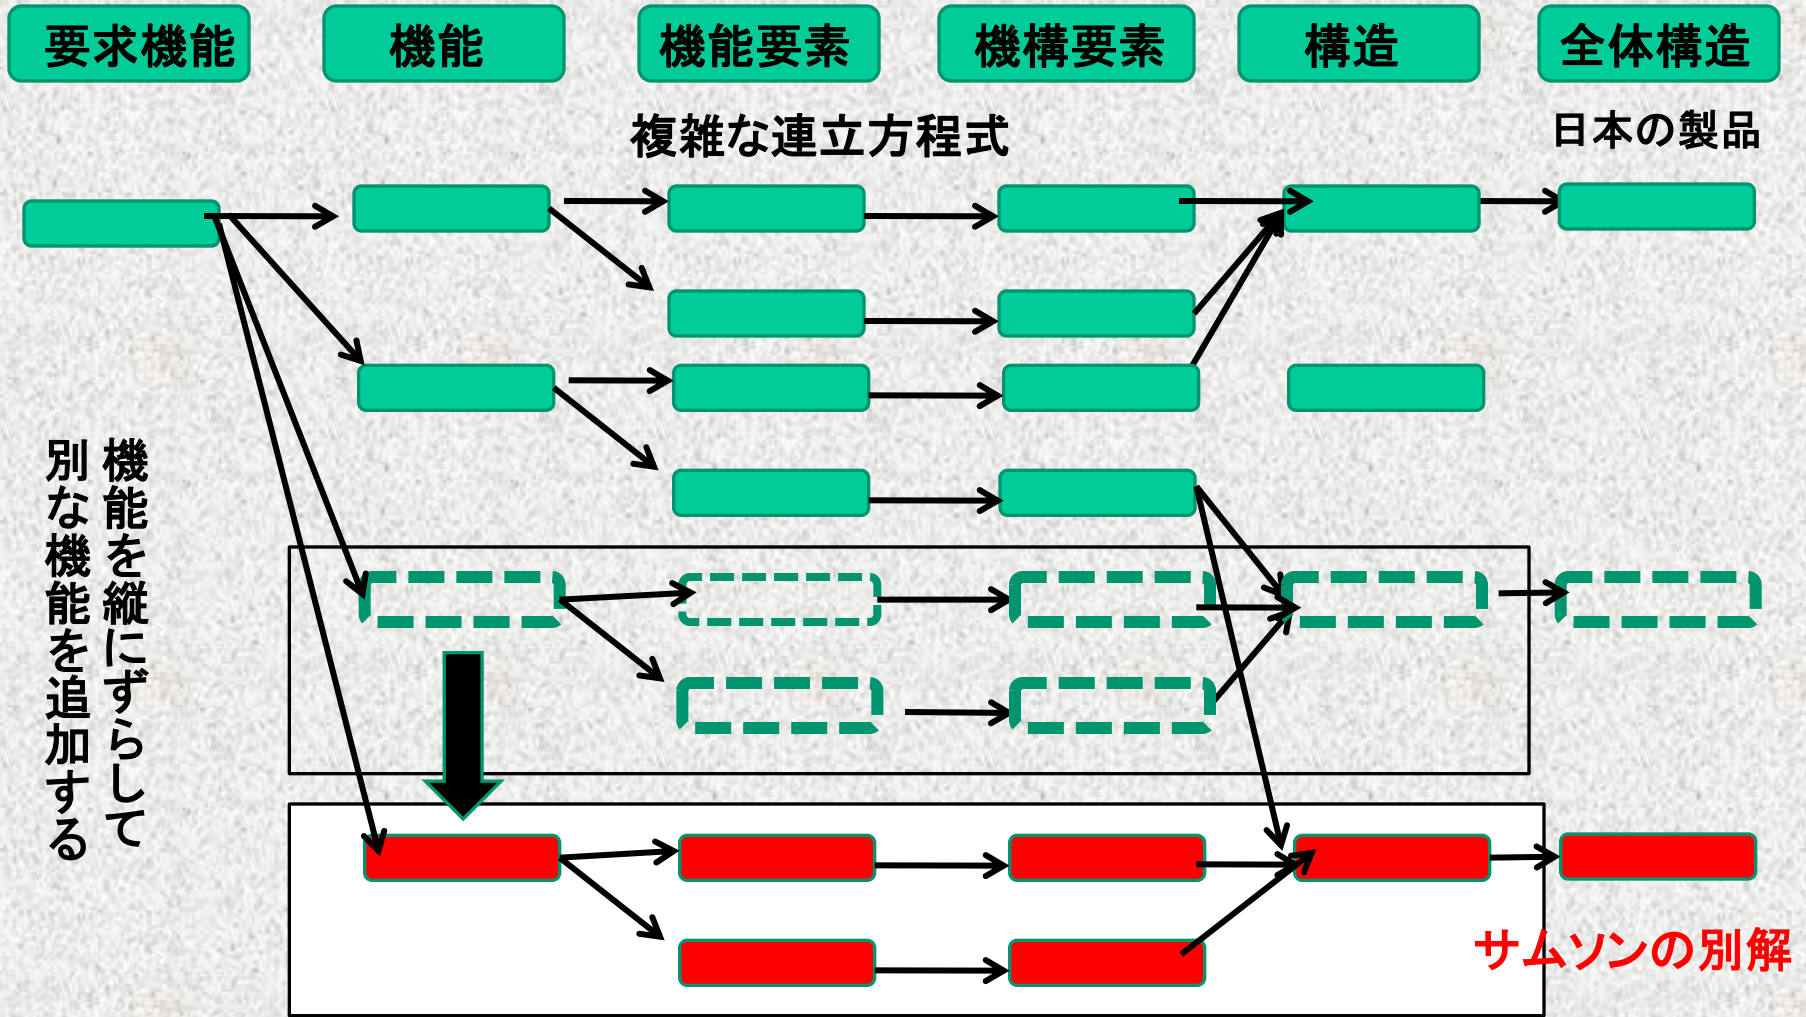 要求機能
機能
機能要素
機構要素
構造
全体構造
複雑な連立方程式
日本の製品
機能を縦にずらして
別な機能を追加する
サムソンの別解